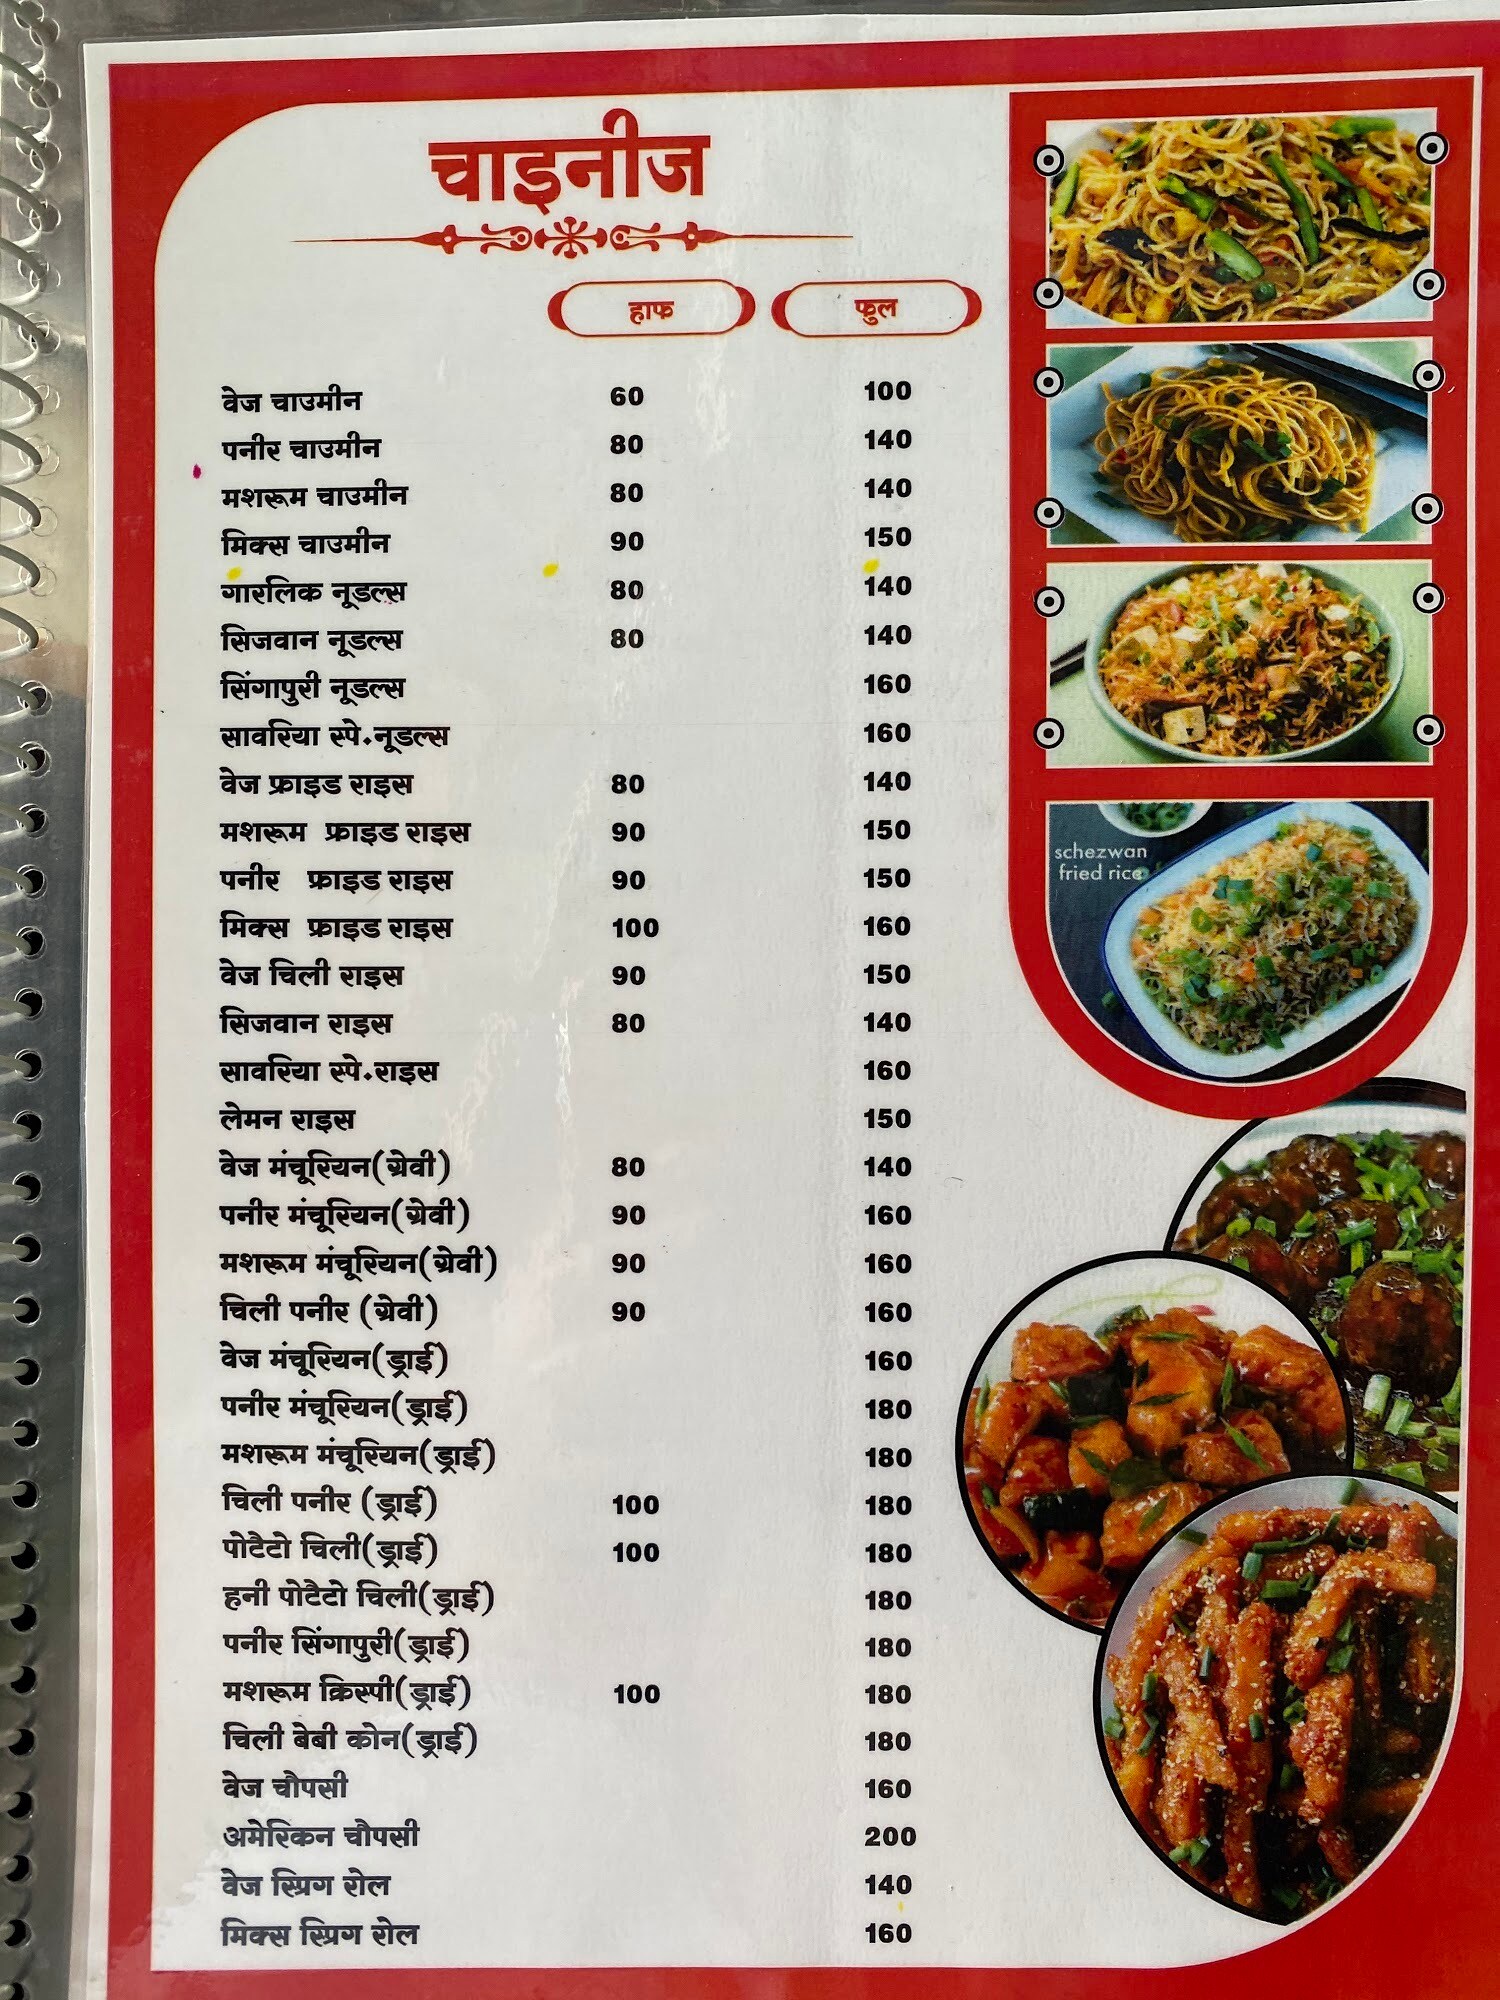 चाइनीज
हाफ फुल
वेज चाउमीन 60 100
पनीर चाउमीन 80 140
मशरूम चाउमीन 80 140
मिक्स चाउमीन 90 150
गारलिक नूडल्स 80 140
सिजवान नूडल्स 80 140
सिंगापुरी नूडल्स 160
सावरिया स्पे.नूडल्स 160
वेज फ्राइड राइस 80 140
मशरूम फ्राइड राइस 90 150
पनीर फ्राइड राइस 90 150
मिक्स फ्राइड राइस 100 160
वेज चिली राइस 90 150
सिजवान राइस 80 140
सावरिया स्पे.राइस 160
लेमन राइस 150
वेज मंचूरियन(ग्रेवी) 80 140
पनीर मंचूरियन(ग्रेवी) 90 160
मशरूम मंचूरियन(ग्रेवी) 90 160
चिली पनीर (ग्रेवी) 90 160
वेज मंचूरियन(ड्राई) 160
पनीर मंचूरियन(ड्राई) 180
मशरूम मंचूरियन(ड्राई) 180
चिली पनीर (ड्राई) 100 180
पोटैटो चिली(ड्राई) 100 180
हनी पोटैटो चिली(ड्राई) 180
पनीर सिंगापुरी(ड्राई) 180
मशरूम क्रिस्पी(ड्राई) 100 180
चिली बेबी कोन(ड्राई) 180
वेज चौपसी 160
अमेरिकन चौपसी 200
वेज स्प्रिग रोल 140
मिक्स स्प्रिग रोल 160
schezwan
fried rice